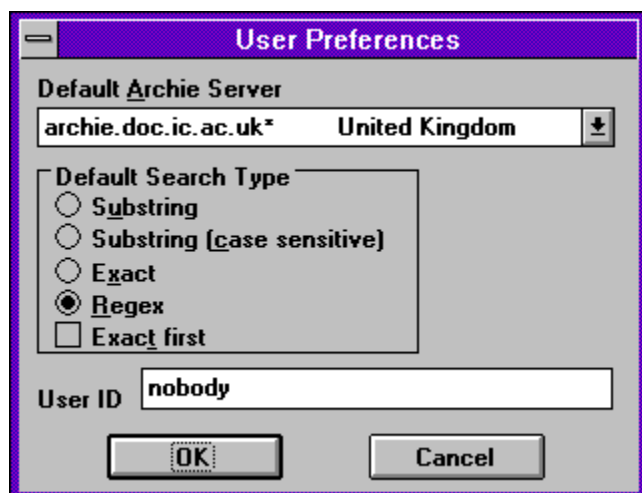 User Preferences
Default Archie Server
archie.doc.ic.ac.uk* United Kingdom
Default Search Type
Substring
Substring (case sensitive)
Exact
Regex
Exact first
User ID nobody
OK Cancel